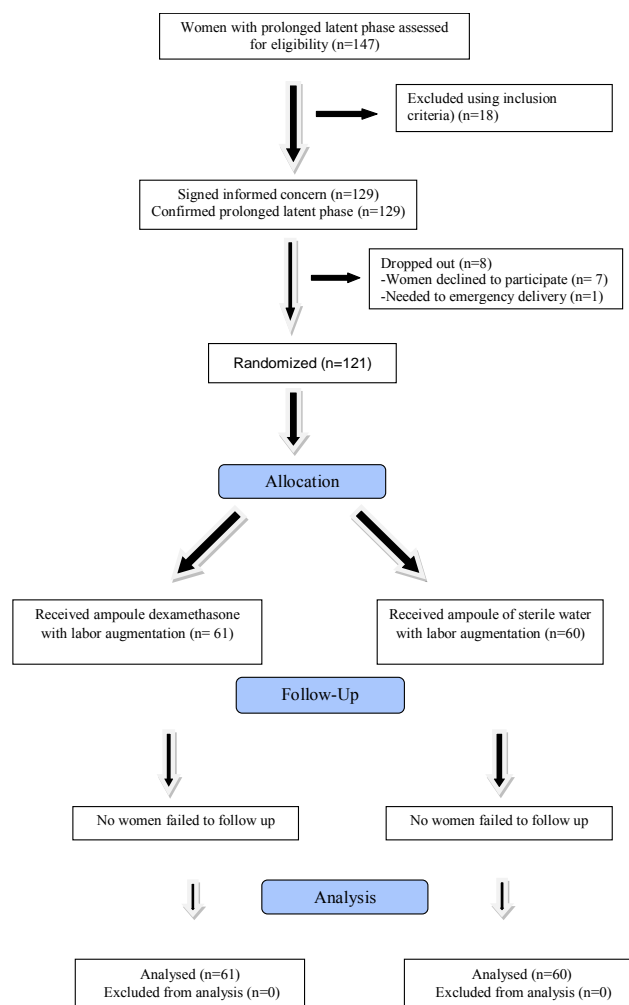 Women with prolonged latent phase assessed
for eligibility (n=147)
Excluded using inclusion
criteria) (n=18)
Signed informed concern (n=129)
Confirmed prolonged latent phase (n=129)
Dropped out (n=8)
-Women declined to participate (n= 7)
-Needed to emergency delivery (n=1)
Randomized (n=121)
Allocation
Received ampoule dexamethasone
with labor augmentation (n= 61)
Received ampoule of sterile water
with labor augmentation (n=60)
Follow-Up
No women failed to follow up
No women failed to follow up
Analysis
Analysed (n=61)
Excluded from analysis (n=0)
Analysed (n=60)
Excluded from analysis (n=0)